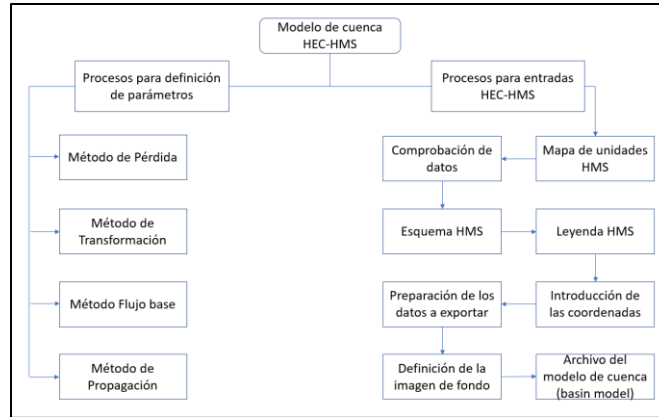 Modelo de cuenca
HEC-HMS
Procesos para definición
de parámetros
Procesos para entradas
HEC-HMS
Método de Pérdida
Comprobación de
datos
Mapa de unidades
HMS
Método de
Transformación
Esquema HMS
Leyenda HMS
Método Flujo base
Preparación de los
datos a exportar
Introducción de
las coordenadas
Método de
Propagación
Definición de la
imagen de fondo
Archivo del
modelo de cuenca
(basin model)